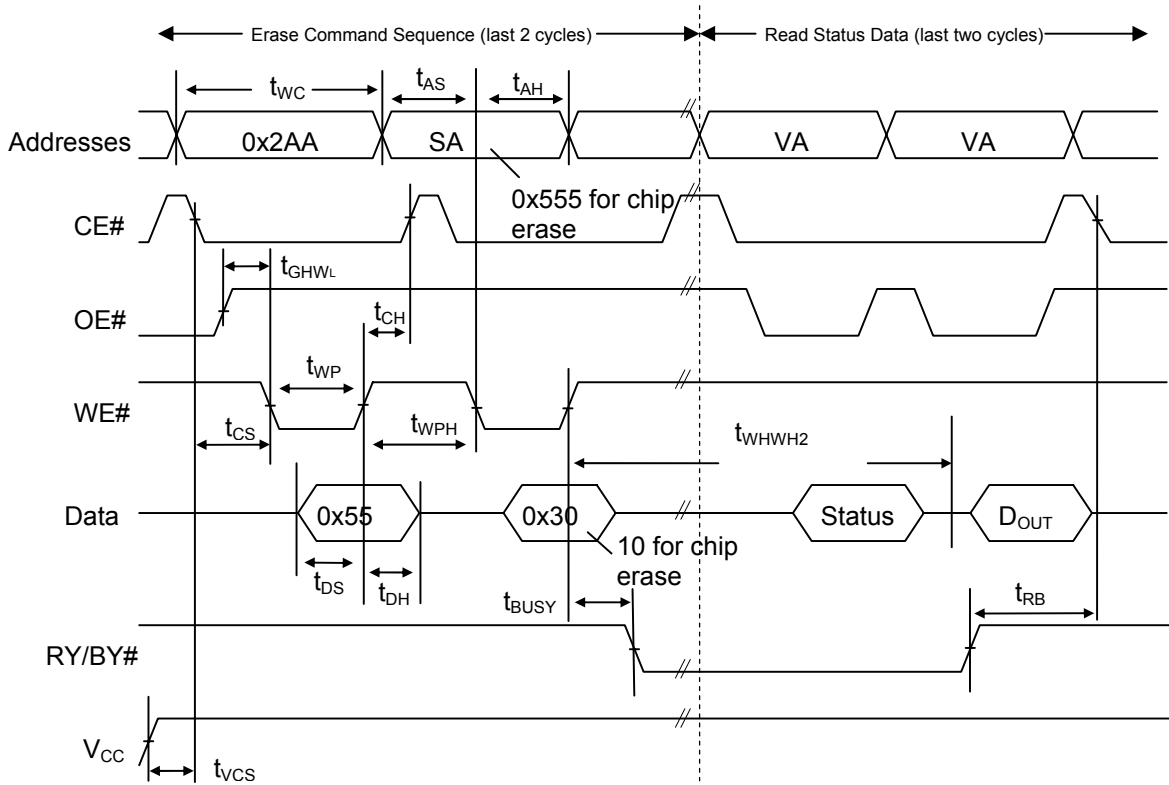 Erase Command Sequence (last 2 cycles)
Read Status Data (last two cycles)
tWC
tAS
tAH
Addresses
0x2AA
SA
VA
VA
0x555 for chip
erase
CE#
tGHWL
OE#
tCH
tWP
WE#
tCS
tWPH
tWHWH2
Data
0x55
0x30
Status
DOUT
10 for chip
erase
tDS
tDH
tBUSY
tRB
RY/BY#
VCC
tVCS